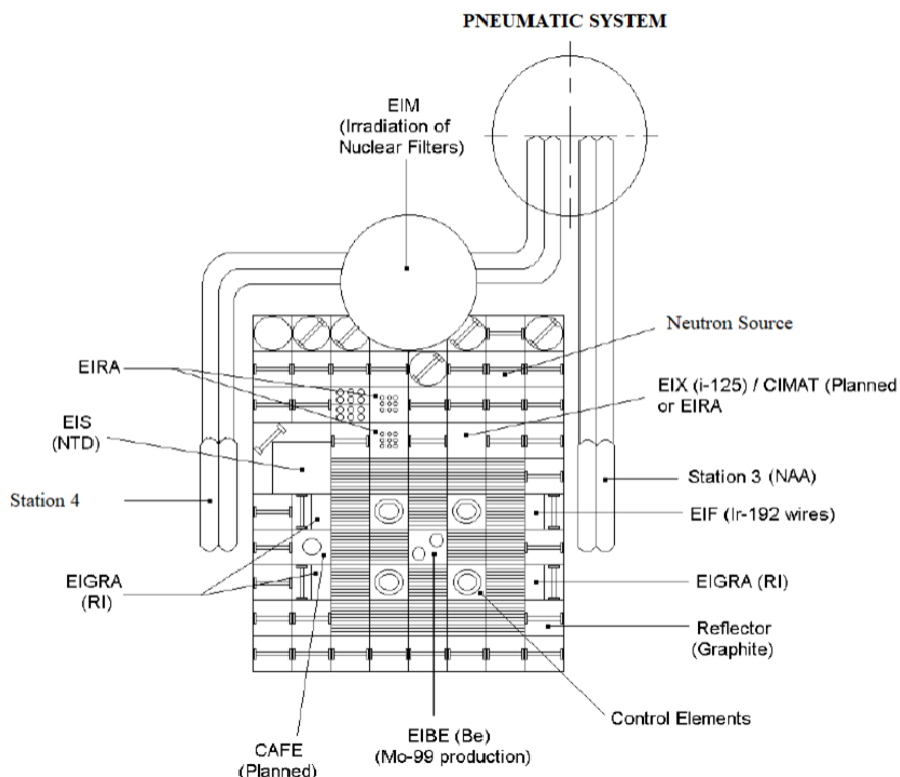 PNEUMATIC SYSTEM
EIM
(Irradiation of
Nuclear Filters)
Neutron Source
EIRA
EIX (i-125) / CIMAT (Planned
or EIRA
EIS
(NTD)
Station 4
Station 3 (NAA)
EIF (Ir-192 wires)
EIGRA
(RI)
EIGRA (RI)
Reflector
(Graphite)
Control Elements
EIBE (Be)
(Mo-99 production)
CAFE
(Planned)